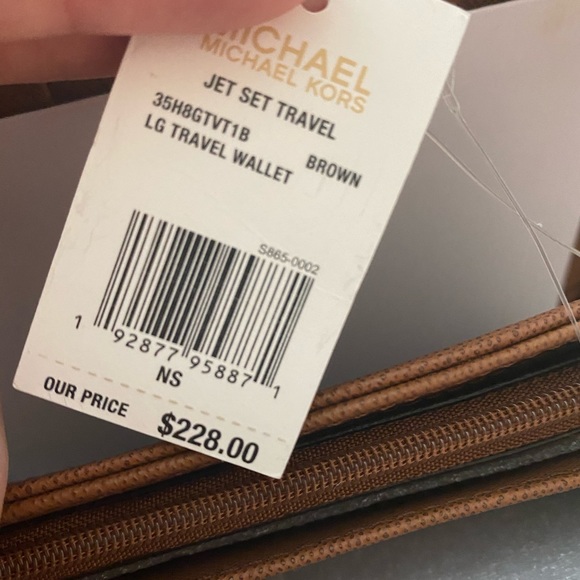 MICHAEL
MICHAEL KORS
JET SET TRAVEL
35H8GTVT1B BROWN
LG TRAVEL WALLET
S865-0002
1 92877 95887 1
NS
OUR PRICE $228.00